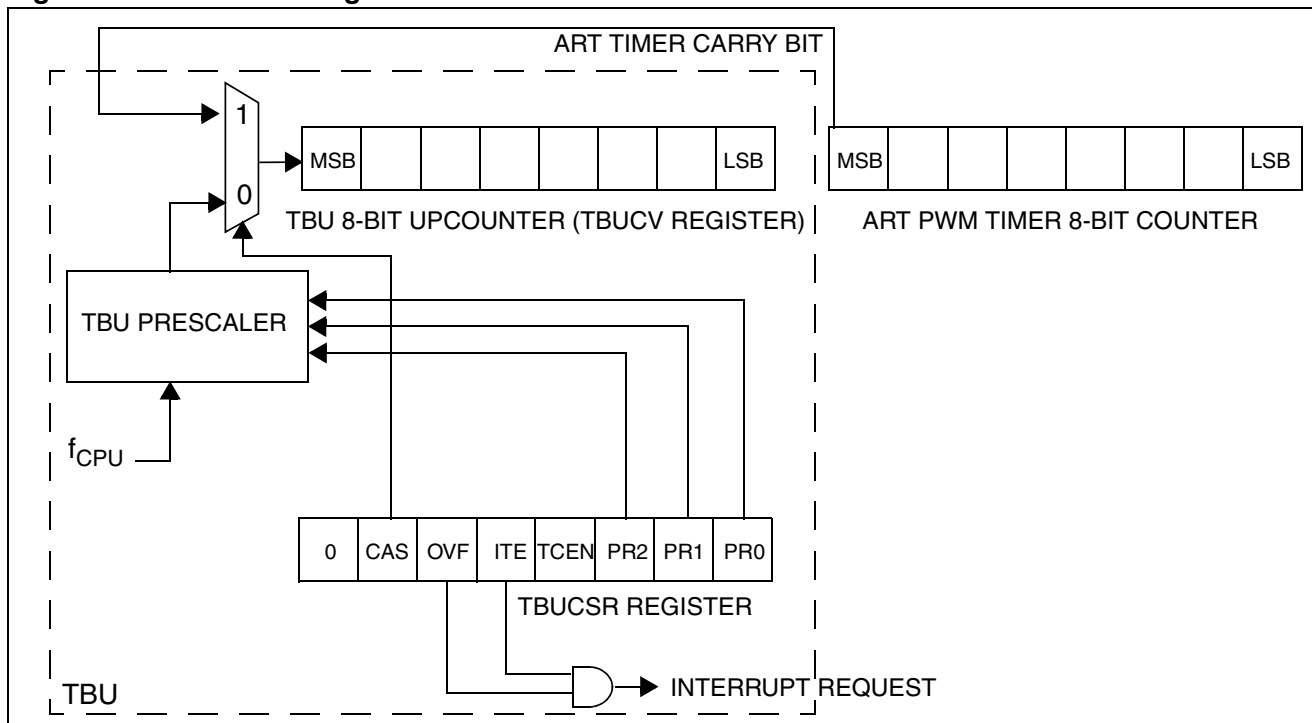 ART TIMER CARRY BIT
1
0
MSB
LSB
MSB
LSB
TBU 8-BIT UPCOUNTER (TBUCV REGISTER)
ART PWM TIMER 8-BIT COUNTER
TBU PRESCALER
fCPU
0 CAS OVF ITE TCEN PR2 PR1 PR0
TBUCSR REGISTER
INTERRUPT REQUEST
TBU